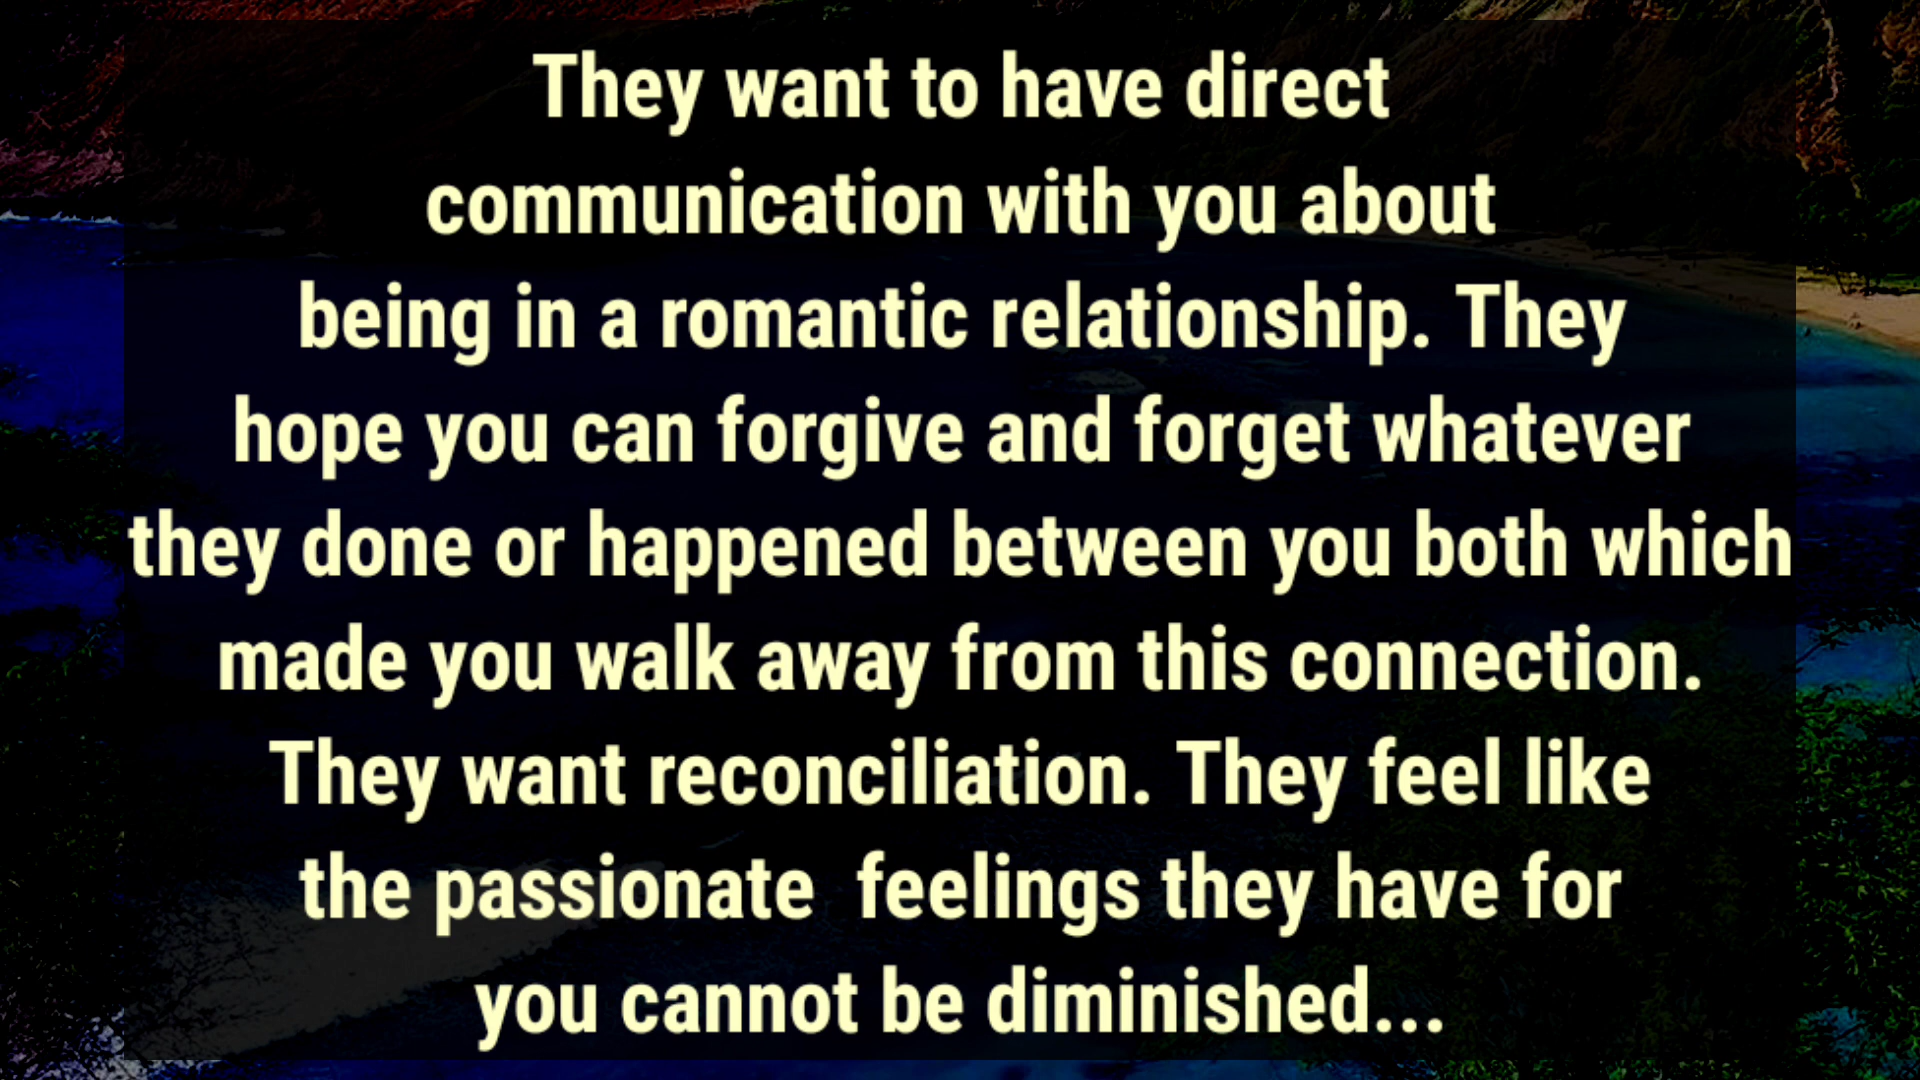 They want to have direct
communication with you about
being in a romantic relationship. They
hope you can forgive and forget whatever
they done or happened between you both which
made you walk away from this connection.
They want reconciliation. They feel like
the passionate  feelings they have for
you cannot be diminished...